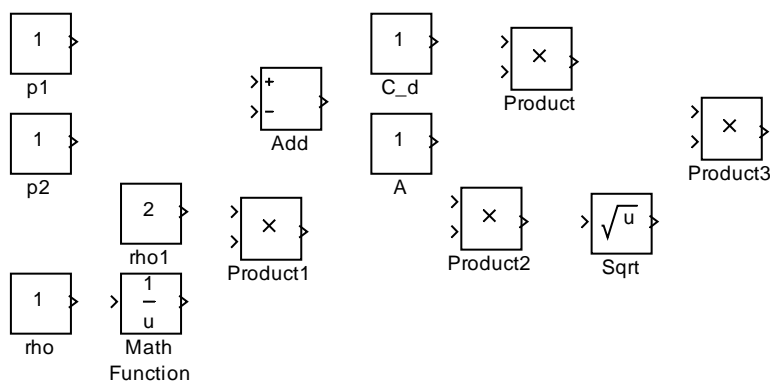 1
p1
+
−
Add
1
C_d
×
Product
1
p2
1
A
×
Product3
2
rho1
×
Product1
×
Product2
√u
Sqrt
1
rho
1
u
Math
Function